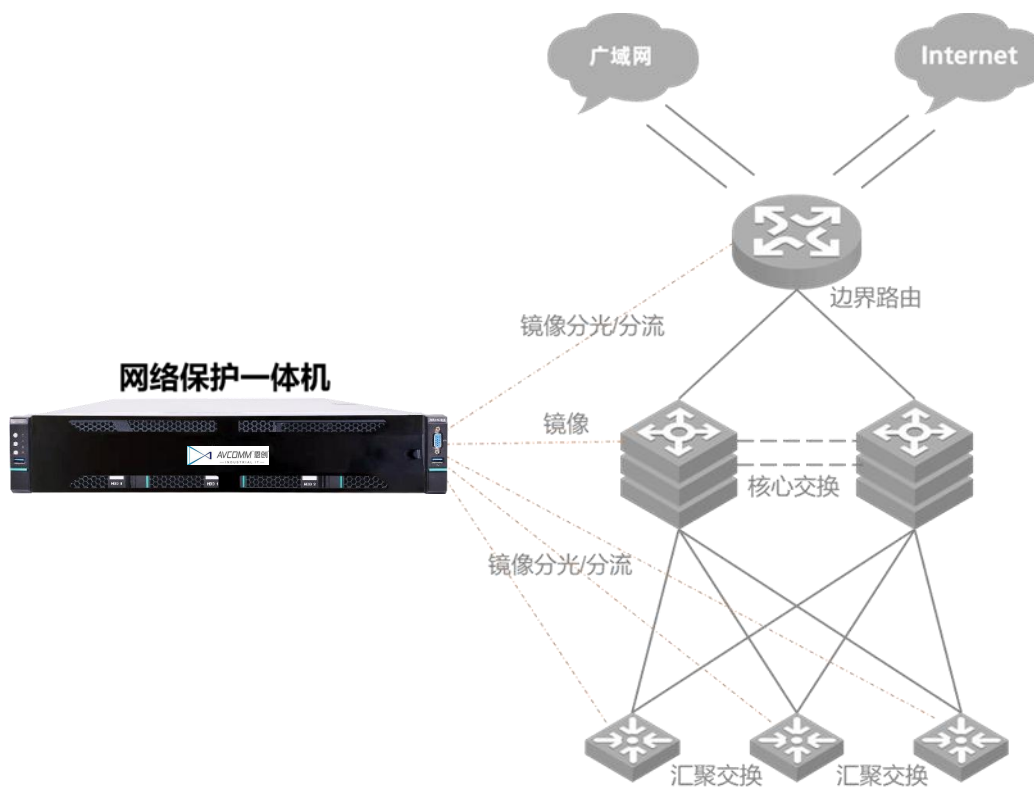 广域网
Internet
边界路由
镜像分光/分流
网络保护一体机
镜像
AVCOMM
INDUSTRIAL IT
核心交换
镜像分光/分流
汇聚交换
汇聚交换